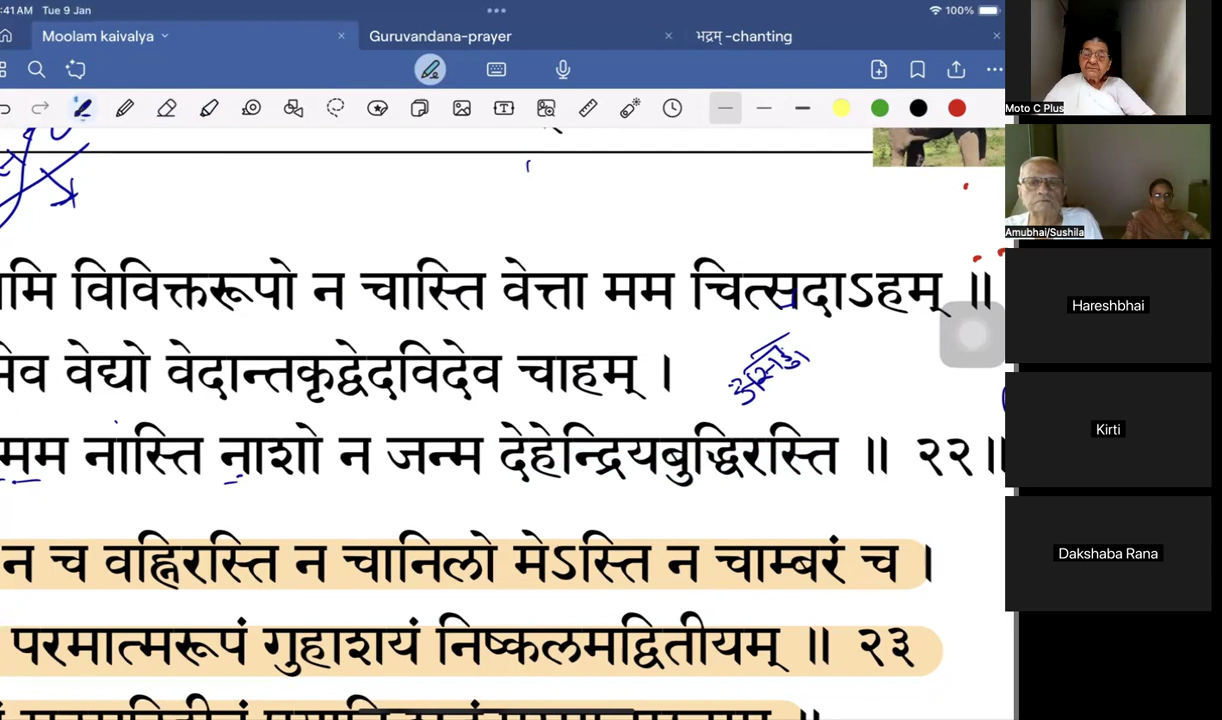 :41AM Tue 9 Jan
100%
Moolam kaivalya
Guruvandana-prayer
भद्रम् -chanting
Moto C Plus
Amubhai/Sushila
Hareshbhai
Kirti
Dakshaba Rana
विविक्तरूपो न चास्ति वेत्ता मम चित्सदाऽहम् ॥
वेद्यो वेदान्तकृद्वेदविदेव चाहम् ।
मम नास्ति नाशो न जन्म देहेन्द्रियबुद्धिरस्ति ॥ २२॥
न च वह्निरस्ति न चानिलो मेऽस्ति न चाम्बरं च ।
परमात्मरूपं गुहाशयं निष्कलमद्वितीयम् ॥ २३